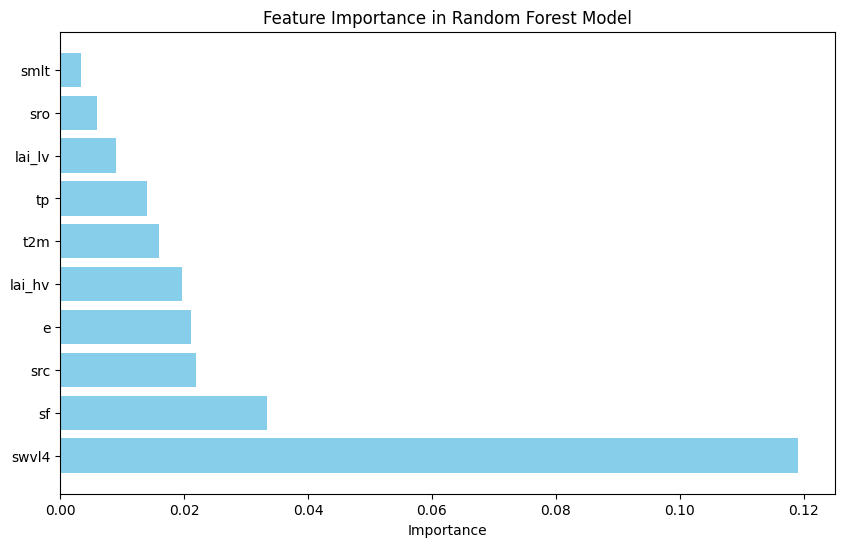 Feature Importance in Random Forest Model
smlt
sro
lai_lv
tp
t2m
lai_hv
e
src
sf
swvl4
0.00 0.02 0.04 0.06 0.08 0.10 0.12
Importance